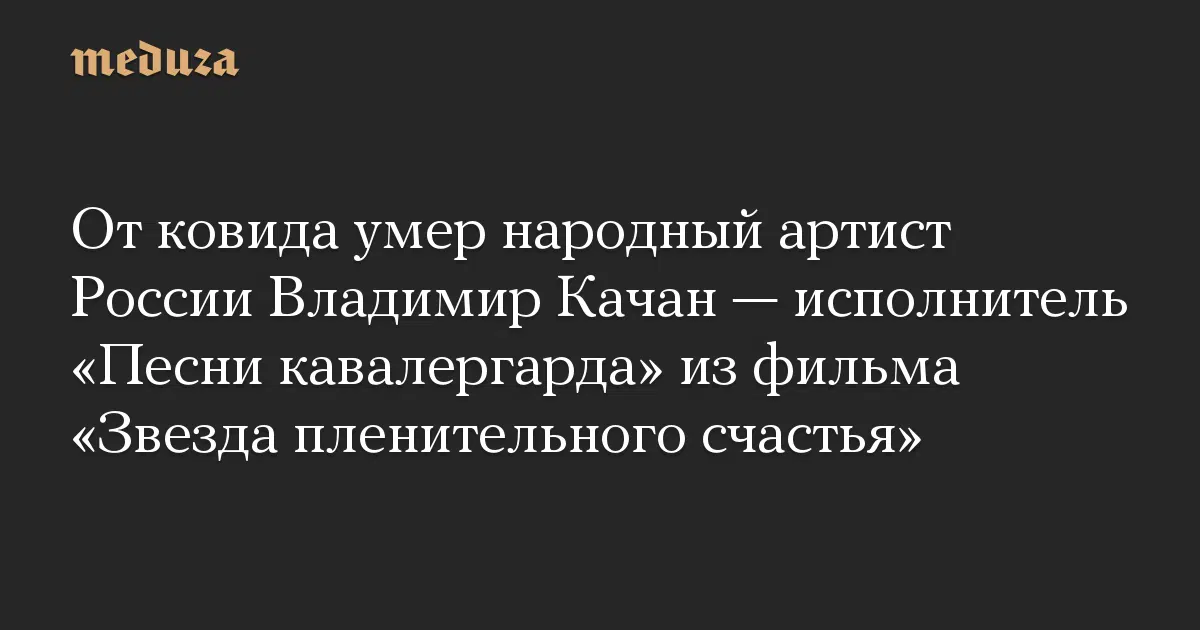 meduza
От ковида умер народный артист
России Владимир Качан — исполнитель
«Песни кавалергарда» из фильма
«Звезда пленительного счастья»